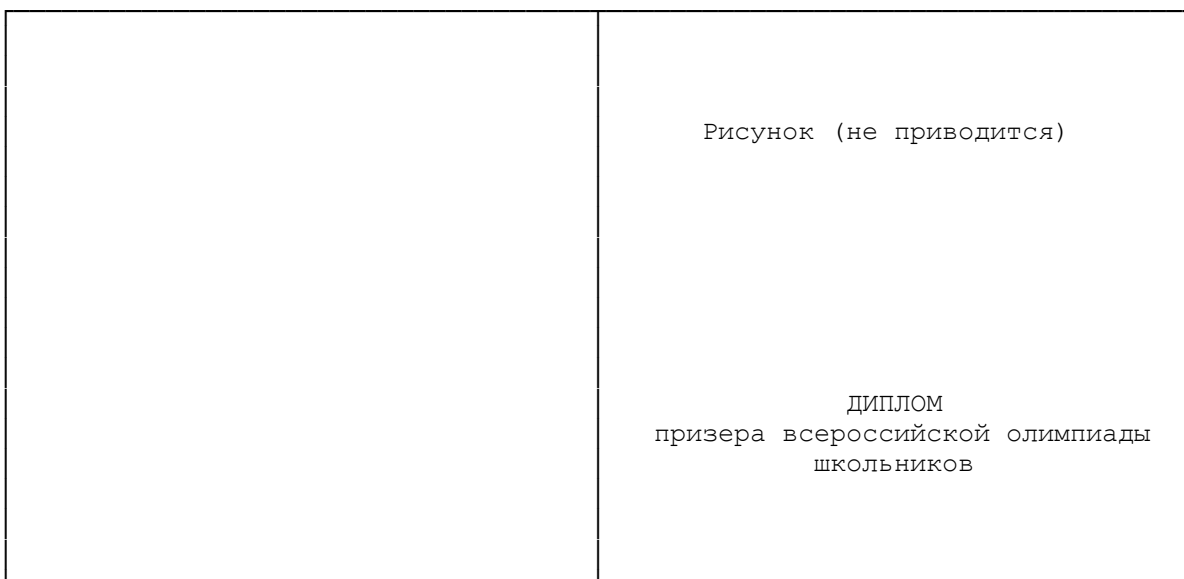 Рисунок (не приводится)
ДИПЛОМ
призера всероссийской олимпиады
школьников